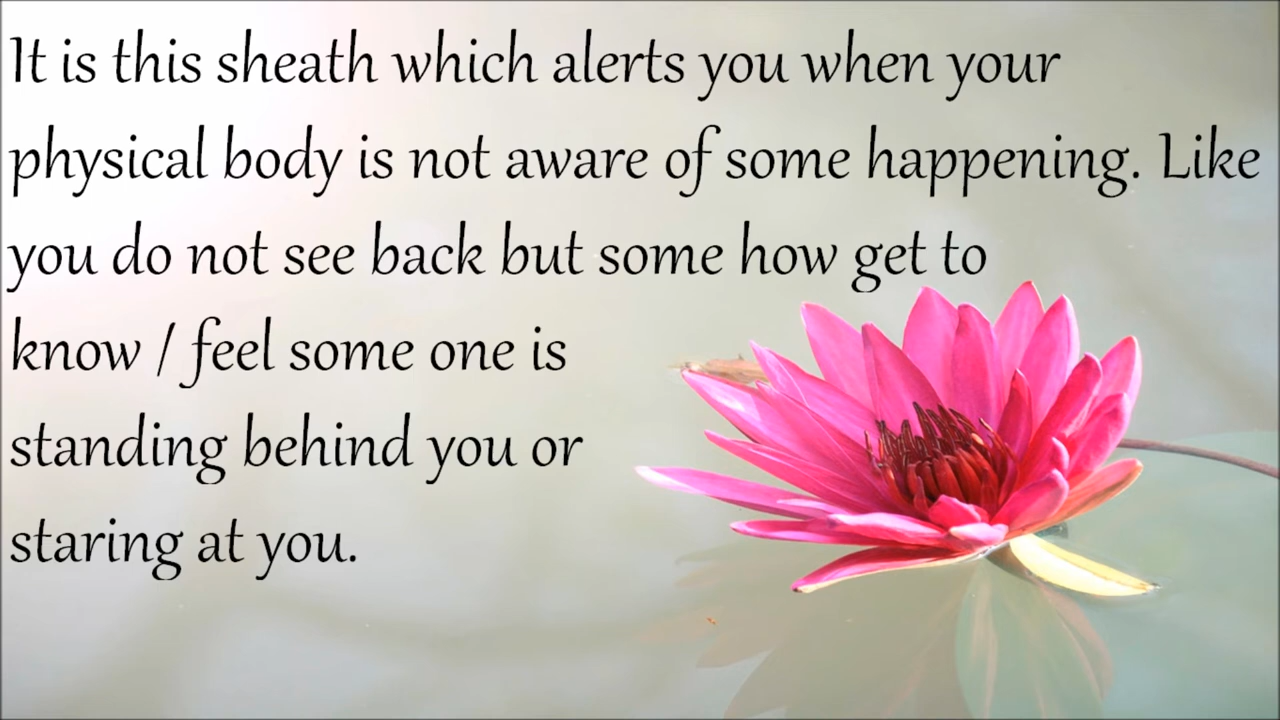 It is this sheath which alerts you when your
physical body is not aware of some happening. Like
you do not see back but some how get to
know / feel some one is
standing behind you or
staring at you.